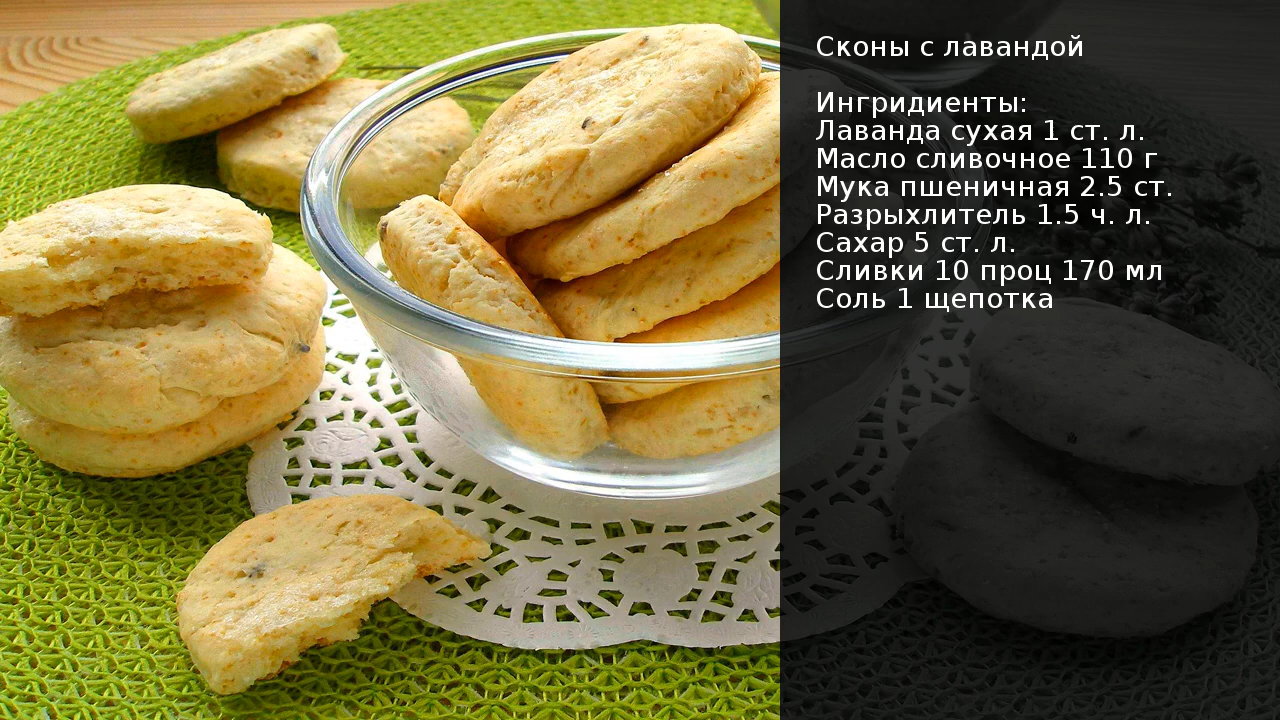 Сконы с лавандой
Ингридиенты:
Лаванда сухая 1 ст. л.
Масло сливочное 110 г
Мука пшеничная 2.5 ст.
Разрыхлитель 1.5 ч. л.
Сахар 5 ст. л.
Сливки 10 проц 170 мл
Соль 1 щепотка